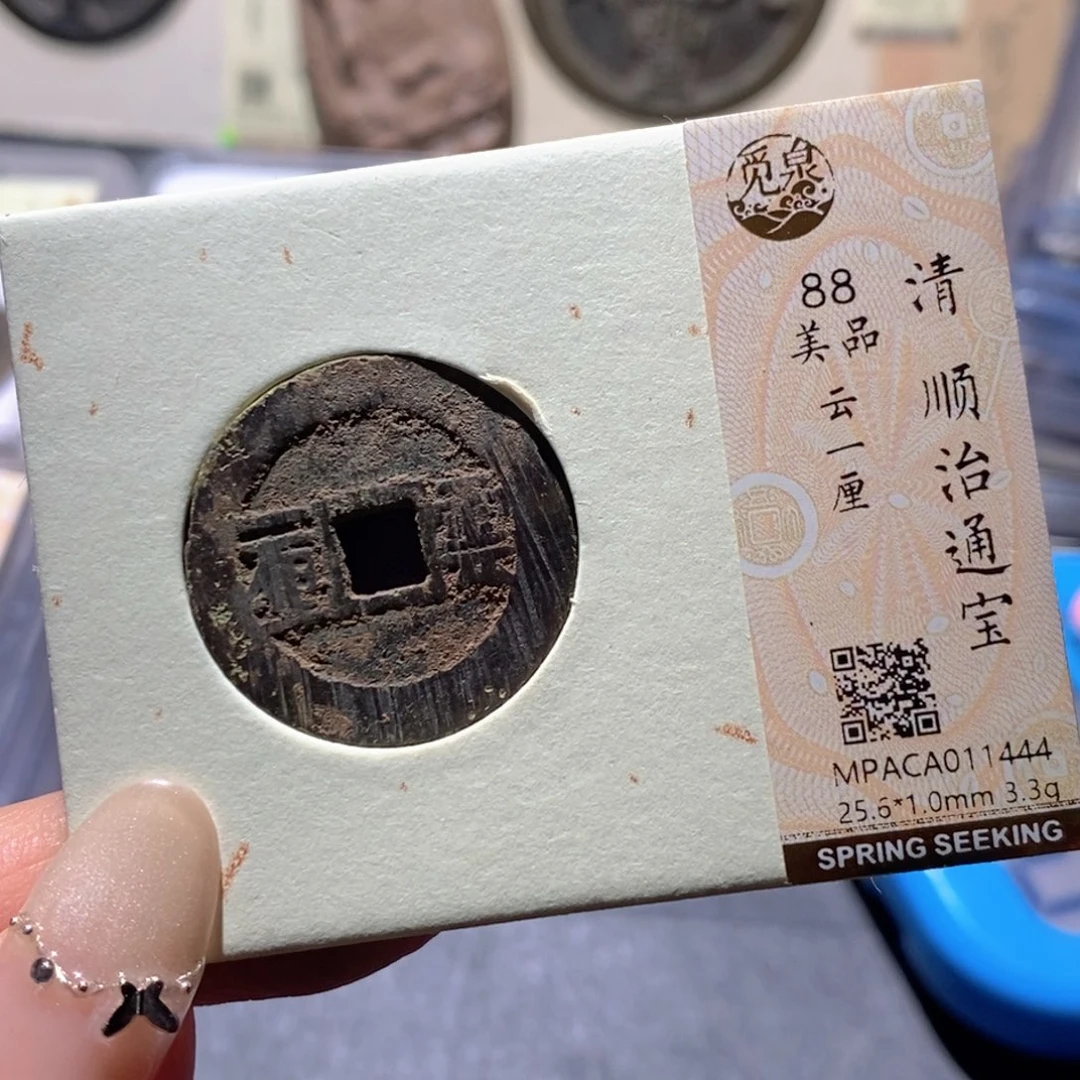 觅泉
清 顺治通宝
88
美品
云一厘
MPACA011444
25.6*1.0mm 3.3g
SPRING SEEKING